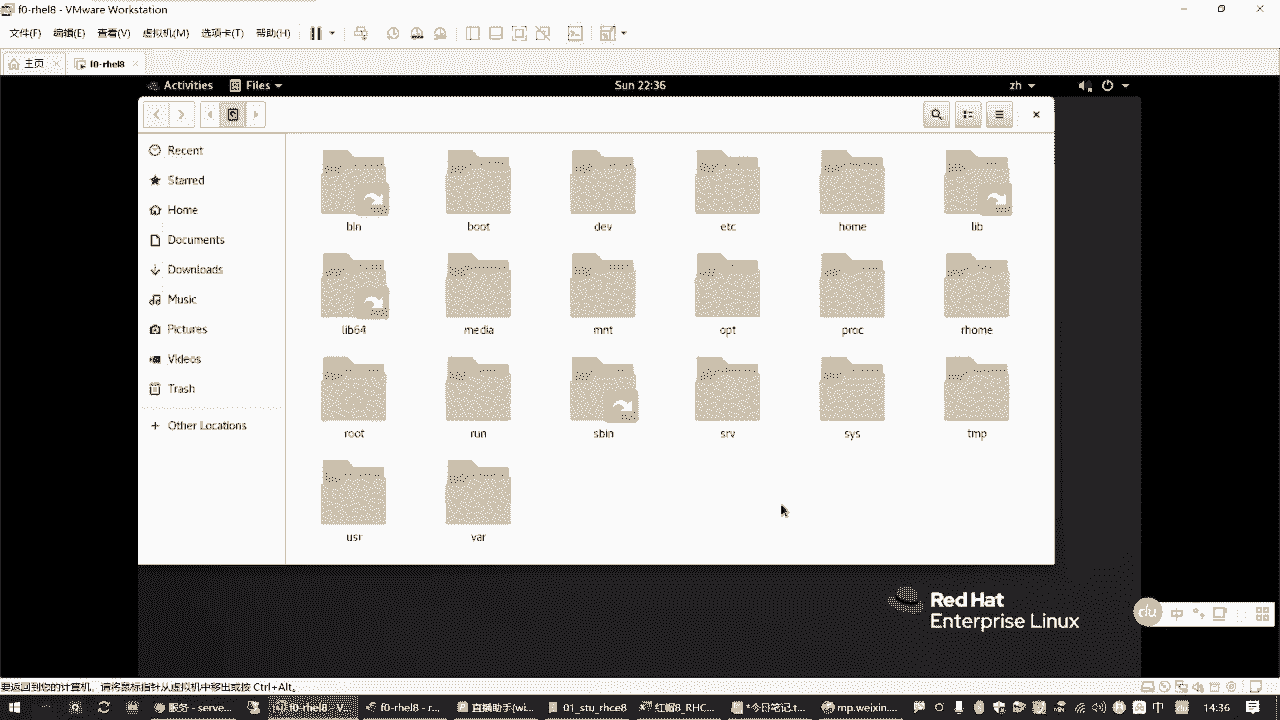 f0-rhel8 - VMware Workstation
文件(F) 编辑(E) 查看(V) 虚拟机(M) 选项卡(T) 帮助(H)
主页 f0-rhel8
Activities Files Sun 22:36 zh
Recent
Starred
Home
Documents
Downloads
Music
Pictures
Videos
Trash
Other Locations
bin boot dev etc home lib
lib64 media mnt opt proc rhome
root run sbin srv sys tmp
usr var
Red Hat
Enterprise Linux
du 中
要返回到您的计算机，请将鼠标指针从虚拟机中移出或按 Ctrl+Alt。
服务 - serve... f0-rhel8 - V... f0-rhel8 - r... 直播助手(wi... 01_stu_rhce8 红帽8_RHC... *今日笔记.t... mp.weixin... 中 14:36